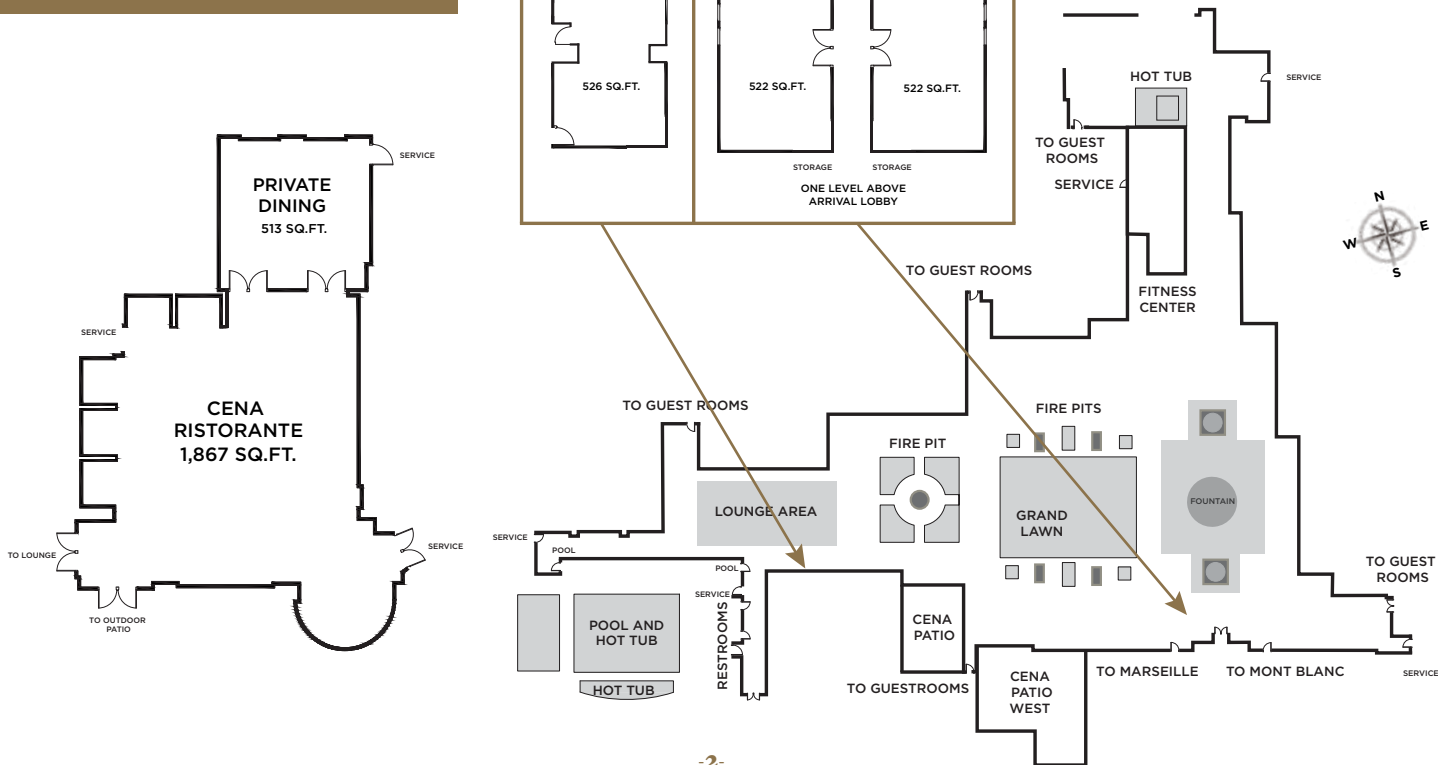 SERVICE
PRIVATE
DINING
513 SQ.FT.
SERVICE
CENA
RISTORANTE
1,867 SQ.FT.
TO LOUNGE
SERVICE
TO OUTDOOR
PATIO
526 SQ.FT.
522 SQ.FT.
522 SQ.FT.
STORAGE
STORAGE
ONE LEVEL ABOVE
ARRIVAL LOBBY
HOT TUB
SERVICE
TO GUEST
ROOMS
SERVICE
N
E
W
S
TO GUEST ROOMS
FITNESS
CENTER
TO GUEST ROOMS
FIRE PITS
FIRE PIT
LOUNGE AREA
GRAND
LAWN
FOUNTAIN
SERVICE
POOL
POOL
TO GUEST
ROOMS
SERVICE
POOL AND
HOT TUB
RESTROOMS
CENA
PATIO
HOT TUB
TO GUESTROOMS
CENA
PATIO
WEST
TO MARSEILLE
TO MONT BLANC
SERVICE
-2-